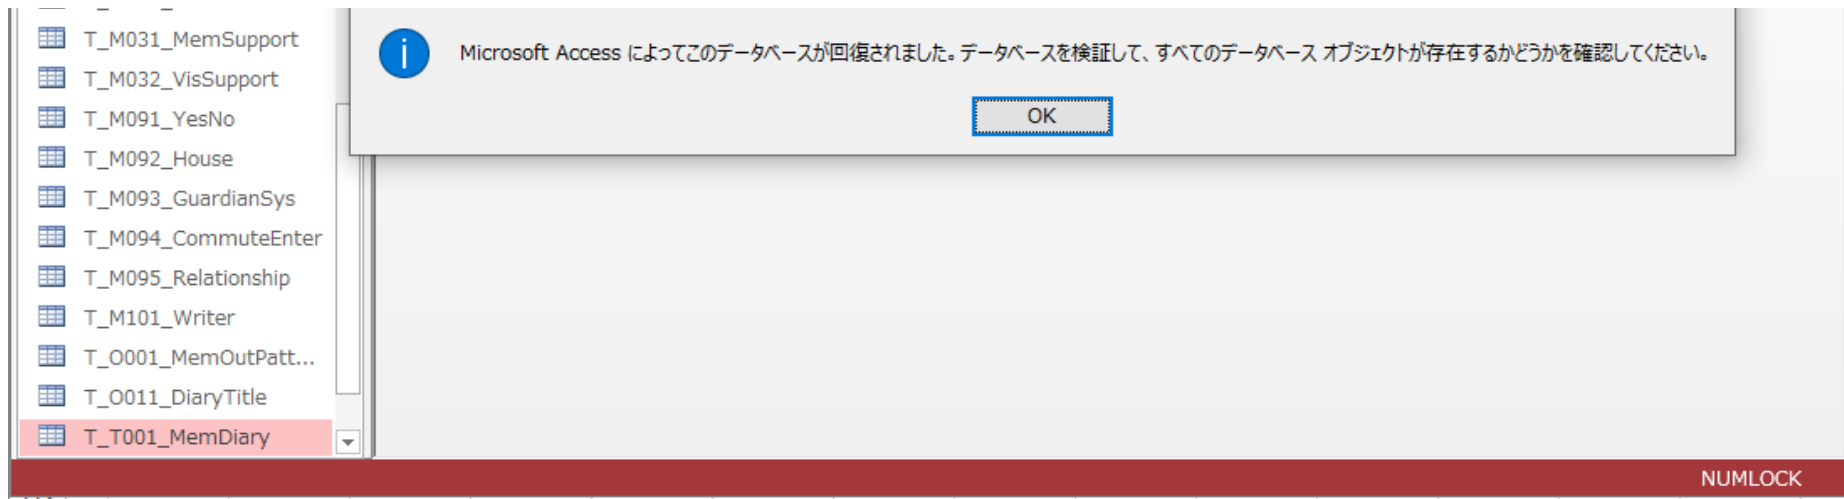 T_M031_MemSupport
T_M032_VisSupport
T_M091_YesNo
T_M092_House
T_M093_GuardianSys
T_M094_CommuteEnter
T_M095_Relationship
T_M101_Writer
T_O001_MemOutPatt...
T_O011_DiaryTitle
T_T001_MemDiary
Microsoft Access によってこのデータベースが回復されました。データベースを検証して、すべてのデータベース オブジェクトが存在するかどうかを確認してください。
OK
NUMLOCK